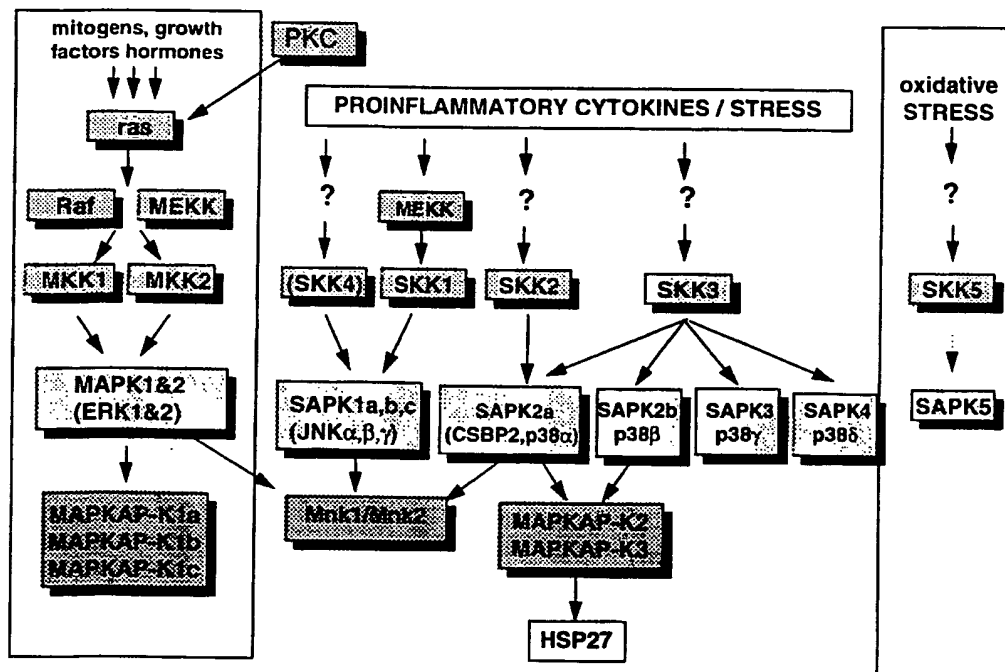 mitogens, growth
factors hormones
PKC
ras
Raf
MEKK
MKK1
MKK2
MAPK1&2
(ERK1&2)
MAPKAP-K1a
MAPKAP-K1b
MAPKAP-K1c
PROINFLAMMATORY CYTOKINES / STRESS
?
MEKK
?
?
(SKK4)
SKK1
SKK2
SKK3
SAPK1a,b,c
(JNKα,β,γ)
SAPK2a
(CSBP2,p38α)
SAPK2b
p38β
SAPK3
p38γ
SAPK4
p38δ
Mnk1/Mnk2
MAPKAP-K2
MAPKAP-K3
HSP27
oxidative
STRESS
?
SKK5
SAPK5